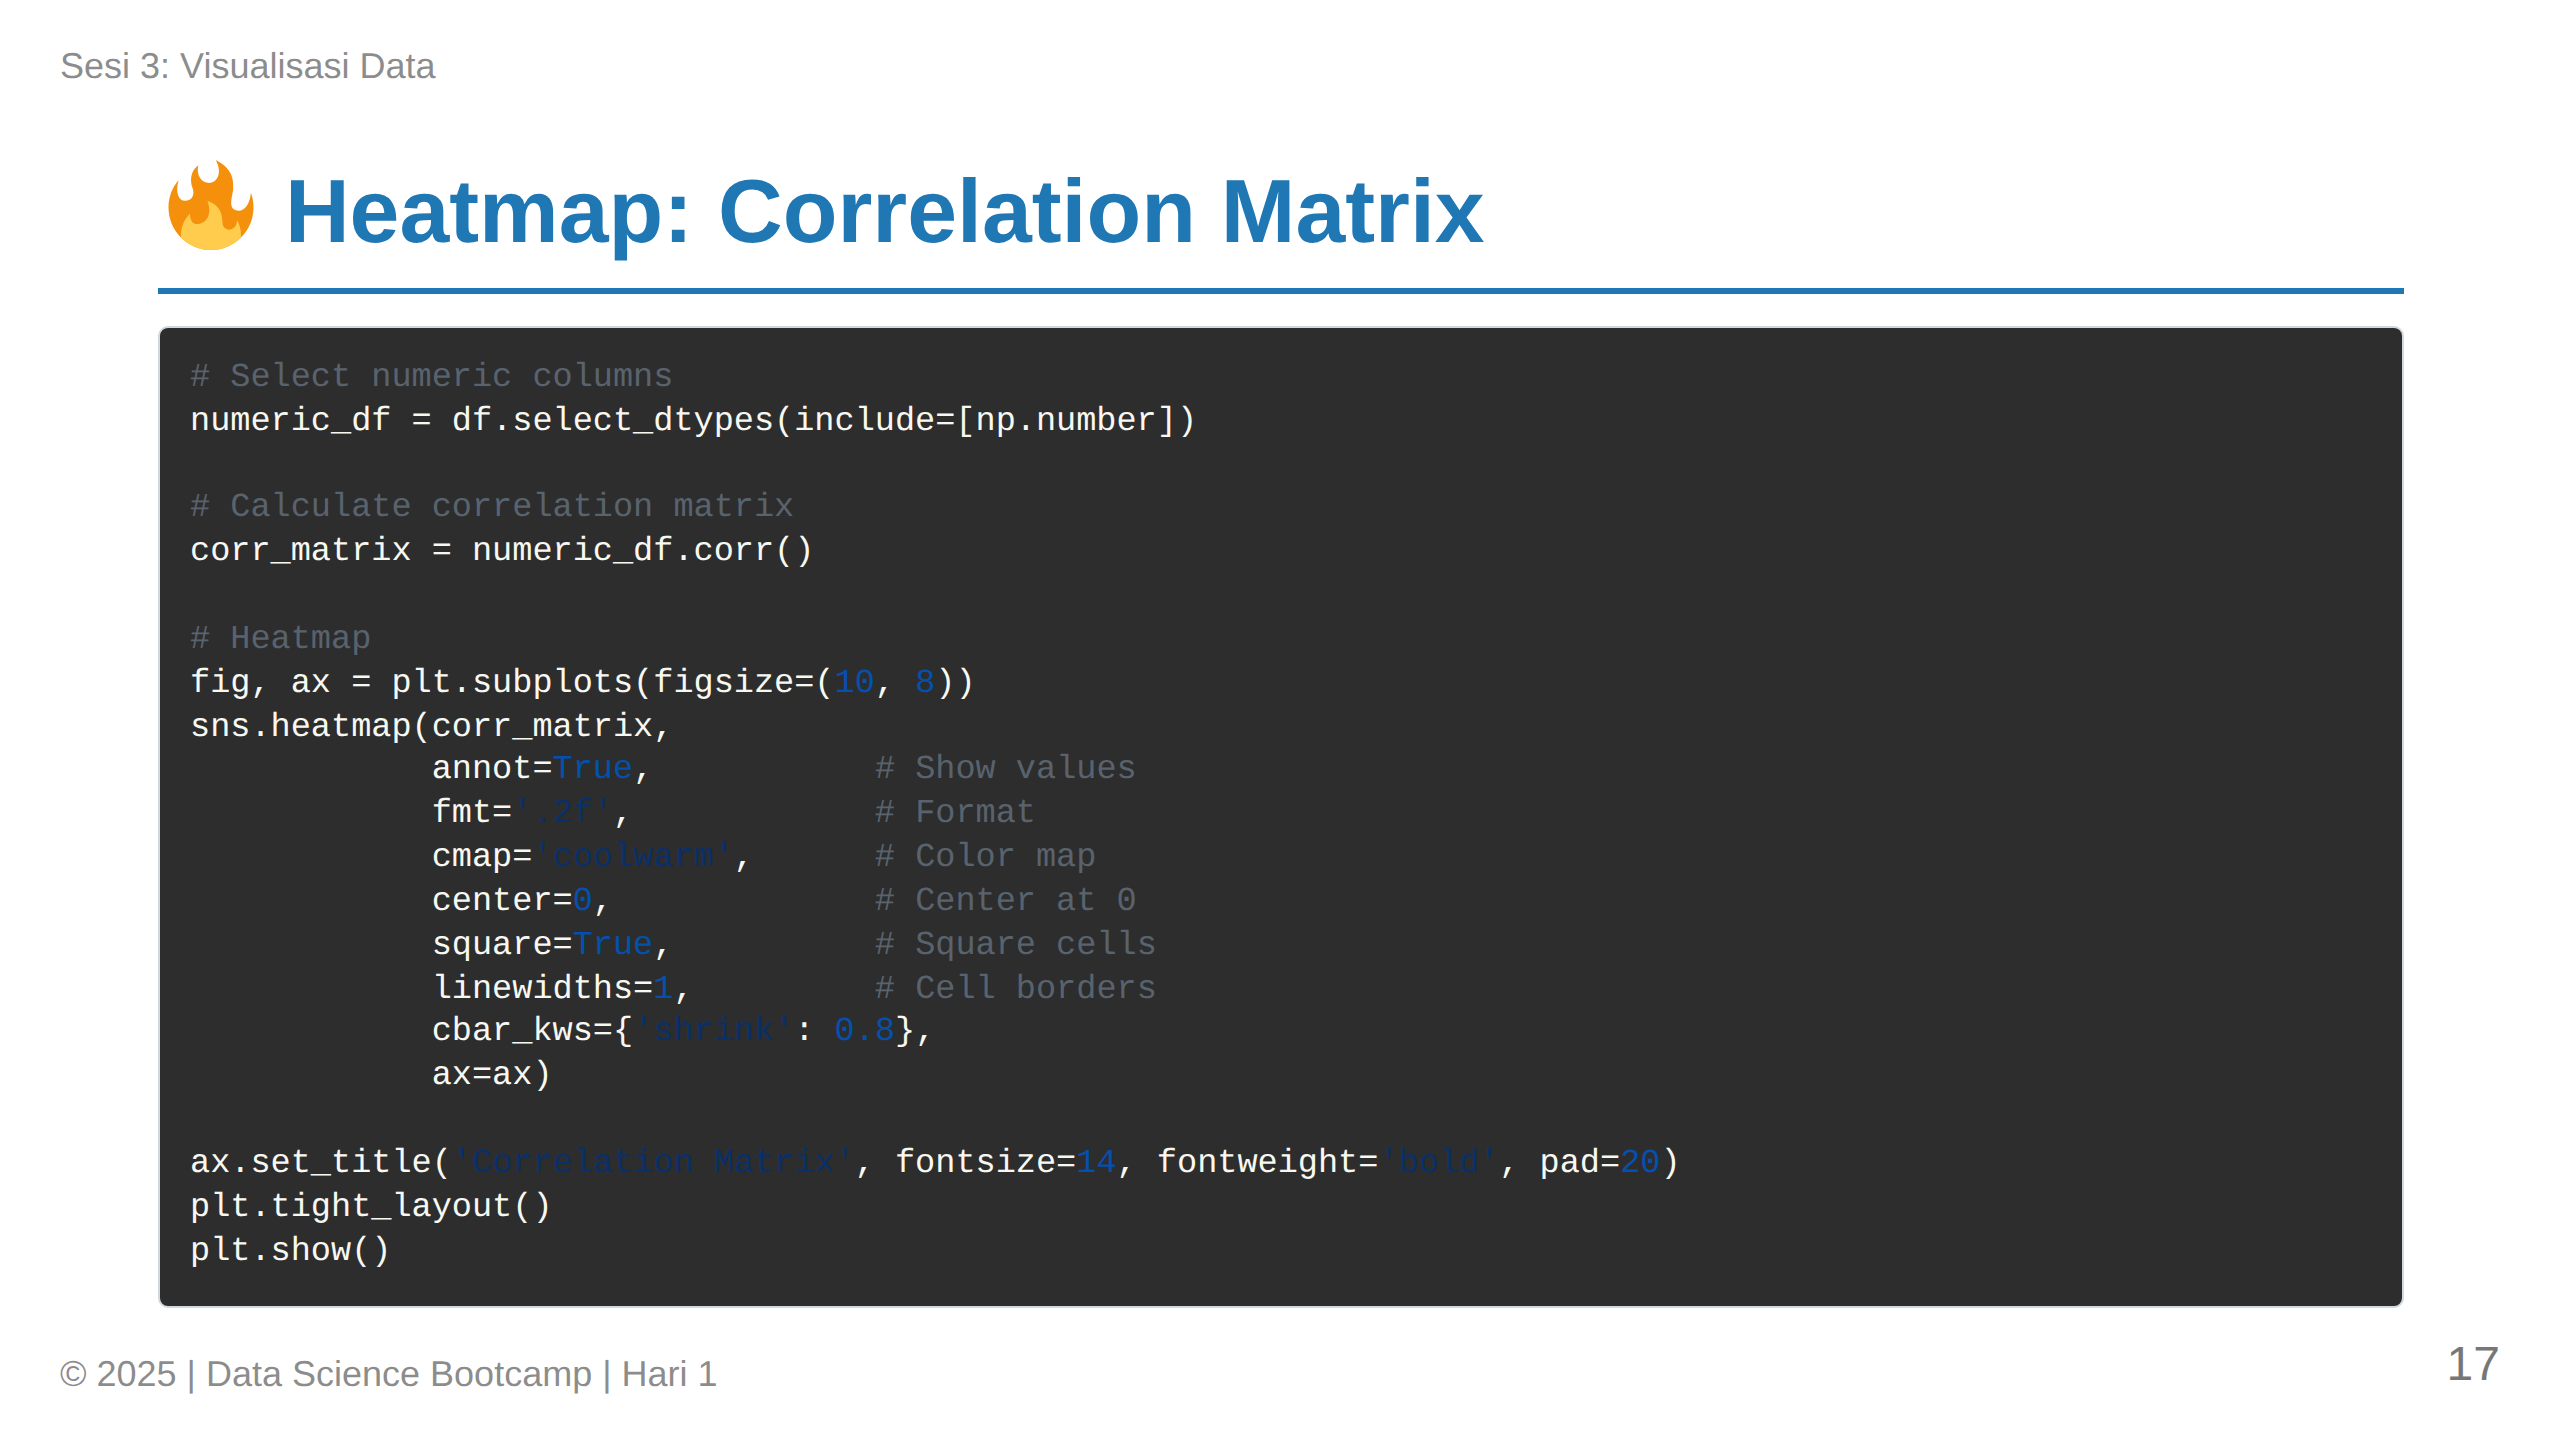 Sesi 3: Visualisasi Data
🔥 Heatmap: Correlation Matrix
# Select numeric columns
numeric_df = df.select_dtypes(include=[np.number])

# Calculate correlation matrix
corr_matrix = numeric_df.corr()

# Heatmap
fig, ax = plt.subplots(figsize=(10, 8))
sns.heatmap(corr_matrix,
            annot=True,           # Show values
            fmt='.2f',            # Format
            cmap='coolwarm',      # Color map
            center=0,             # Center at 0
            square=True,          # Square cells
            linewidths=1,         # Cell borders
            cbar_kws={'shrink': 0.8},
            ax=ax)

ax.set_title('Correlation Matrix', fontsize=14, fontweight='bold', pad=20)
plt.tight_layout()
plt.show()
© 2025 | Data Science Bootcamp | Hari 1
17